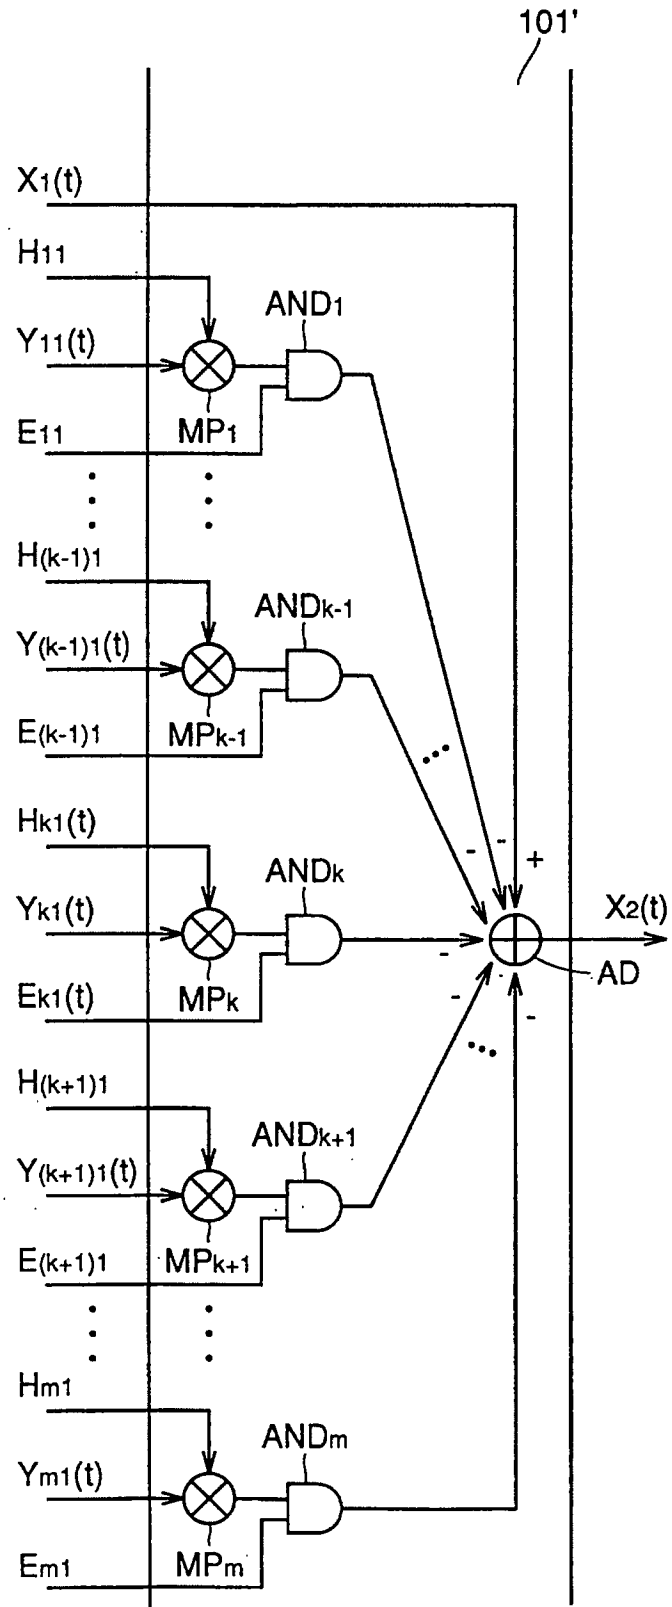 101'
X1(t)
H11
AND1
Y11(t)
MP1
E11
H(k-1)1
ANDk-1
Y(k-1)1(t)
MPk-1
E(k-1)1
Hk1(t)
- - +
ANDk
Yk1(t)
X2(t)
-
AD
MPk
Ek1(t)
- -
H(k+1)1
ANDk+1
Y(k+1)1(t)
MPk+1
E(k+1)1
Hm1
ANDm
Ym1(t)
MPm
Em1